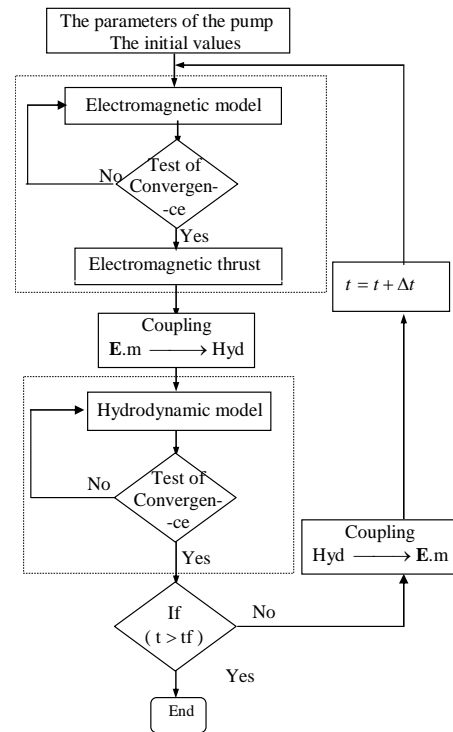 The parameters of the pump
The initial values
Electromagnetic model
No
Test of
Convergen-
-ce
Yes
Electromagnetic thrust
t = t + Δt
Coupling
E.m ⟶ Hyd
Hydrodynamic model
No
Test of
Convergen-
-ce
Yes
Coupling
Hyd ⟶ E.m
If
( t > tf )
No
Yes
End